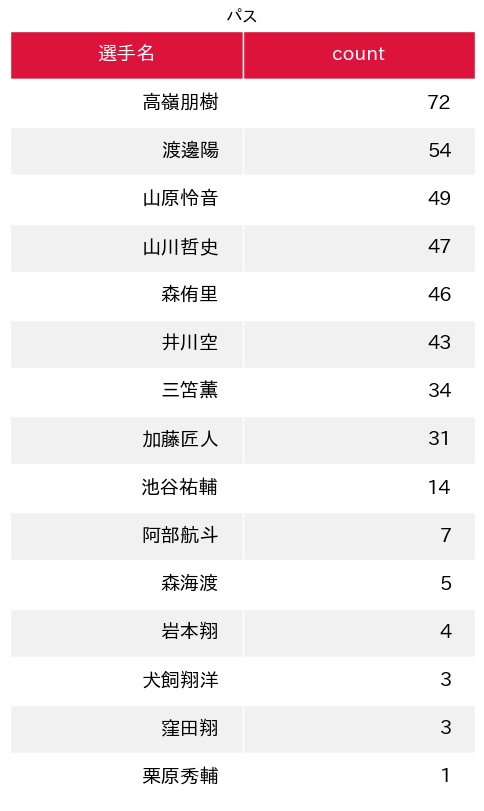 パス
選手名 count
高嶺朋樹 72
渡邊陽 54
山原怜音 49
山川哲史 47
森侑里 46
井川空 43
三笘薫 34
加藤匠人 31
池谷祐輔 14
阿部航斗 7
森海渡 5
岩本翔 4
犬飼翔洋 3
窪田翔 3
栗原秀輔 1